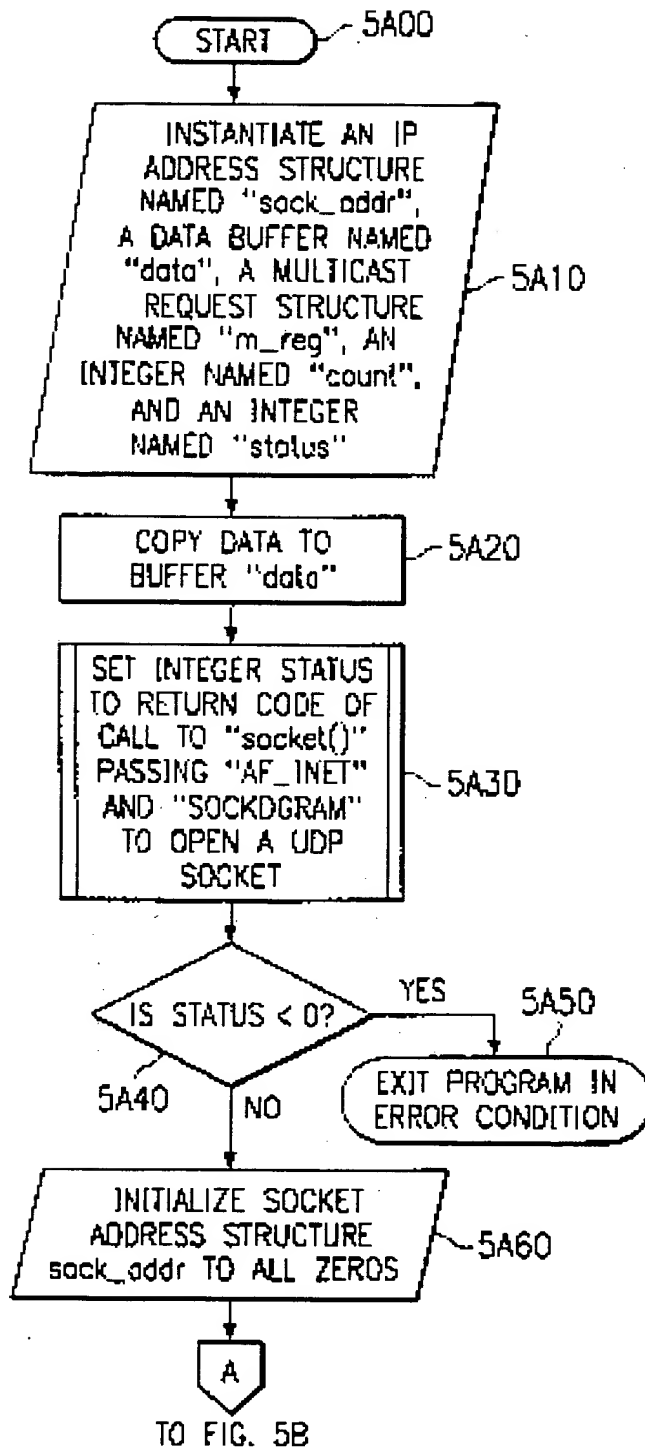 START
5A00
INSTANTIATE AN IP
ADDRESS STRUCTURE
NAMED "sock_addr",
A DATA BUFFER NAMED
"data", A MULTICAST
REQUEST STRUCTURE
NAMED "m_reg", AN
INTEGER NAMED "count",
AND AN INTEGER
NAMED "status"
5A10
COPY DATA TO
BUFFER "data"
5A20
SET INTEGER STATUS
TO RETURN CODE OF
CALL TO "socket()"
PASSING "AF_INET"
AND "SOCKDGRAM"
TO OPEN A UDP
SOCKET
5A30
IS STATUS < 0?
YES
5A50
5A40
NO
EXIT PROGRAM IN
ERROR CONDITION
INITIALIZE SOCKET
ADDRESS STRUCTURE
sock_addr TO ALL ZEROS
5A60
A
TO FIG. 5B